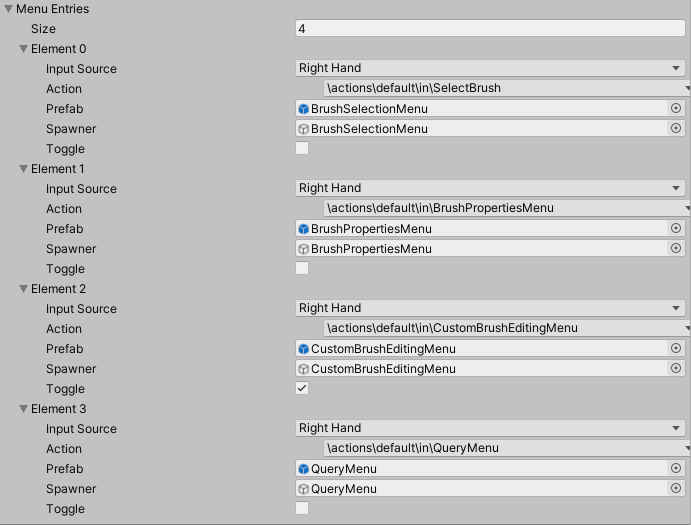 Menu Entries
Size 4
Element 0
Input Source Right Hand
Action \actions\default\in\SelectBrush
Prefab BrushSelectionMenu
Spawner BrushSelectionMenu
Toggle
Element 1
Input Source Right Hand
Action \actions\default\in\BrushPropertiesMenu
Prefab BrushPropertiesMenu
Spawner BrushPropertiesMenu
Toggle
Element 2
Input Source Right Hand
Action \actions\default\in\CustomBrushEditingMenu
Prefab CustomBrushEditingMenu
Spawner CustomBrushEditingMenu
Toggle
Element 3
Input Source Right Hand
Action \actions\default\in\QueryMenu
Prefab QueryMenu
Spawner QueryMenu
Toggle